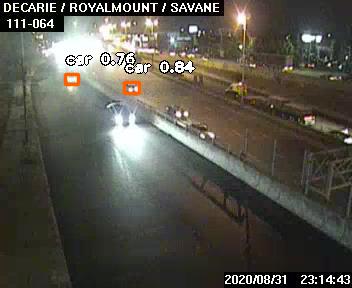 DECARIE / ROYALMOUNT / SAVANE
111-064
car 0.76
car 0.84
2020/08/31 23:14:43